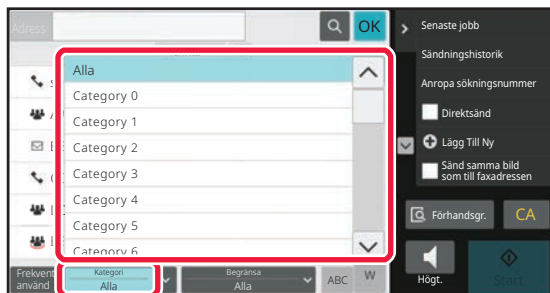 Adress
OK
Senaste jobb
Sändningshistorik
Anropa sökningsnummer
Direktsänd
Lägg Till Ny
Sänd samma bild
som till faxadressen
Alla
Category 0
Category 1
Category 2
Category 3
Category 4
Category 5
Category 6
Förhandsgr.
CA
Frekvent
använd
Kategori
Alla
Begränsa
Alla
ABC
W
Högt.
Start